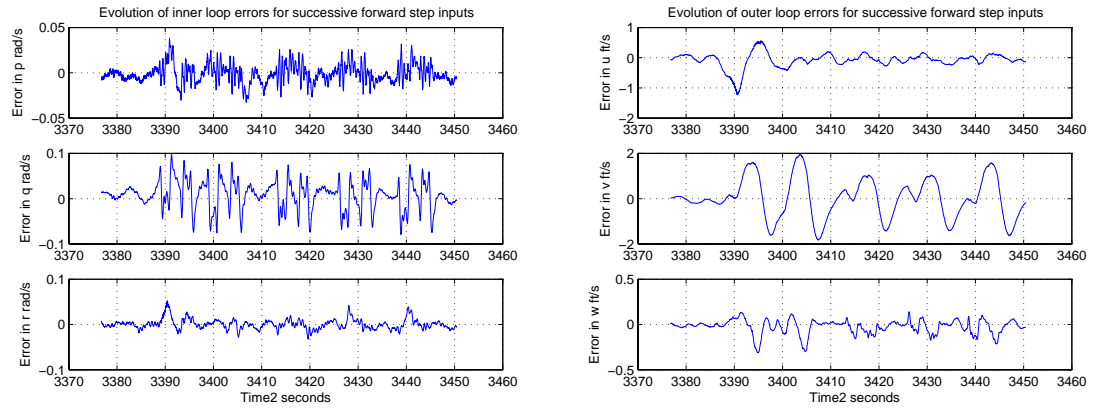 Evolution of inner loop errors for successive forward step inputs
0.05
0
−0.05
Error in p rad/s
3370 3380 3390 3400 3410 3420 3430 3440 3450 3460
0.1
0
−0.1
Error in q rad/s
3370 3380 3390 3400 3410 3420 3430 3440 3450 3460
0.1
0
−0.1
Error in r rad/s
3370 3380 3390 3400 3410 3420 3430 3440 3450 3460
Time2 seconds
Evolution of outer loop errors for successive forward step inputs
1
0
−1
−2
Error in u ft/s
3370 3380 3390 3400 3410 3420 3430 3440 3450 3460
2
0
−2
Error in v ft/s
3370 3380 3390 3400 3410 3420 3430 3440 3450 3460
0.5
0
−0.5
Error in w ft/s
3370 3380 3390 3400 3410 3420 3430 3440 3450 3460
Time2 seconds